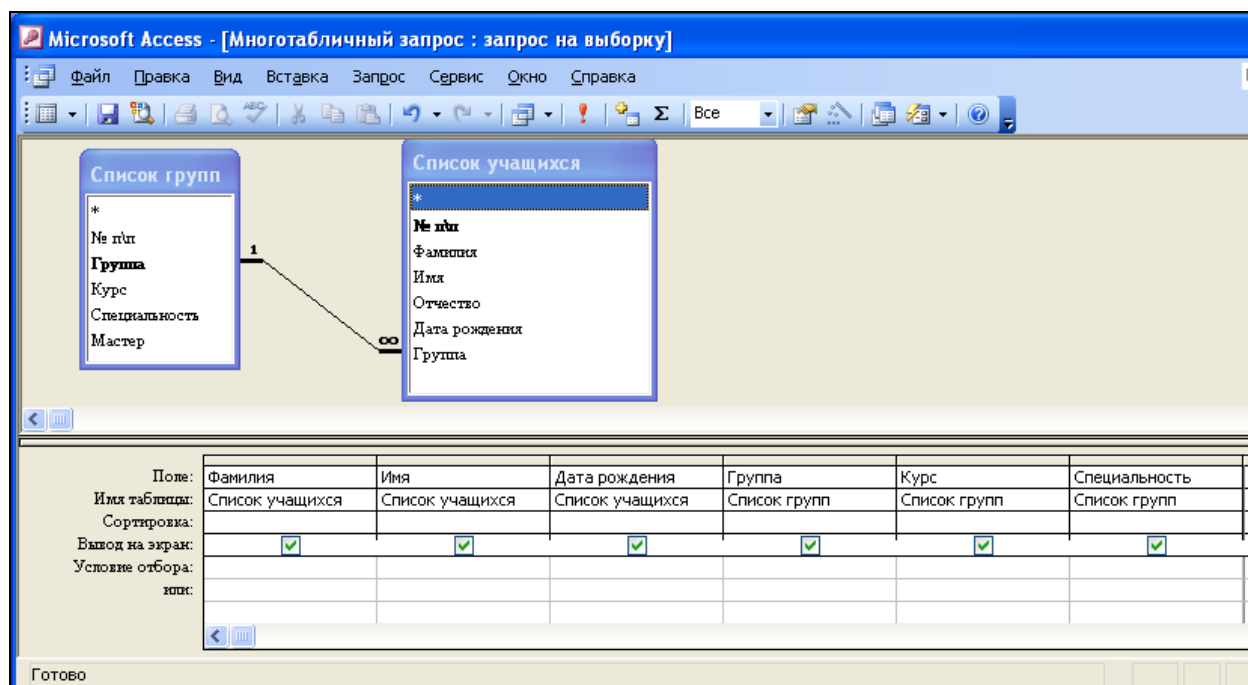 Microsoft Access - [Многотабличный запрос : запрос на выборку]
Файл Правка Вид Вставка Запрос Сервис Окно Справка
ABC Σ Все
Список групп
*
№ п\п
Группа
Курс
Специальность
Мастер
1
∞
Список учащихся
*
№ п\п
Фамилия
Имя
Отчество
Дата рождения
Группа
Поле: Фамилия Имя Дата рождения Группа Курс Специальность
Имя таблицы: Список учащихся Список учащихся Список учащихся Список групп Список групп Список групп
Сортировка:
Вывод на экран:
Условие отбора:
или:
Готово